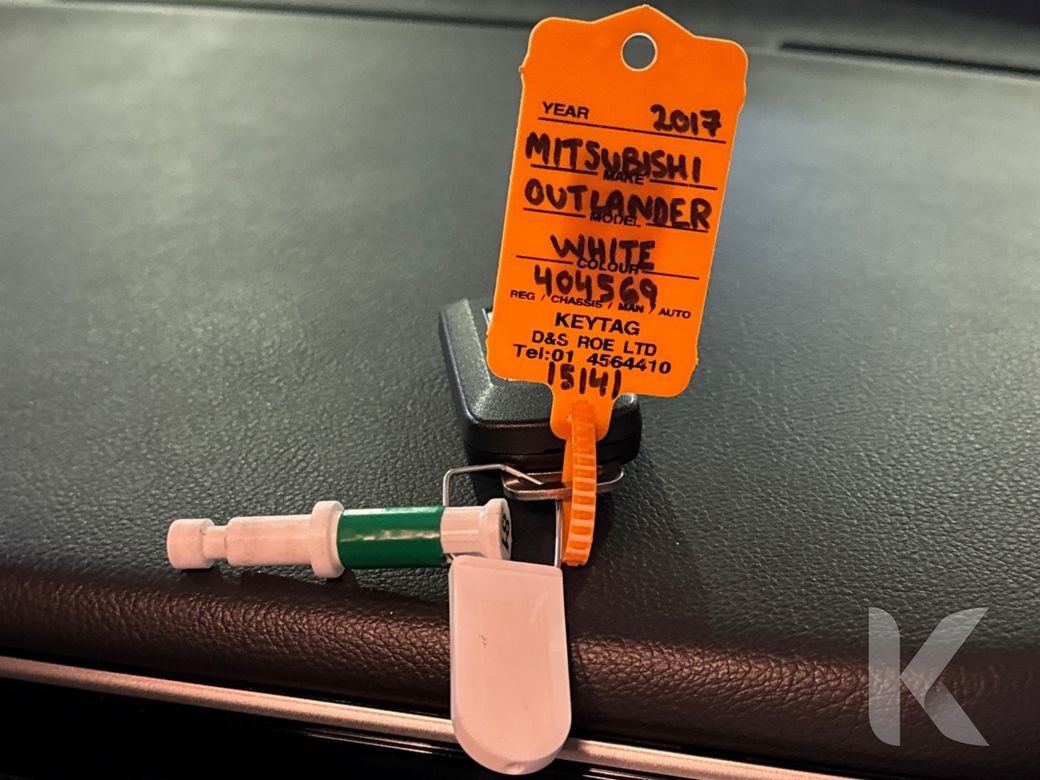 YEAR 2017
MITSUBISHI
MAKE
OUTLANDER
MODEL
WHITE
COLOUR
404569
REG / CHASSIS / MAN / AUTO
KEYTAG
D&S ROE LTD
Tel:01 4564410
15141
K